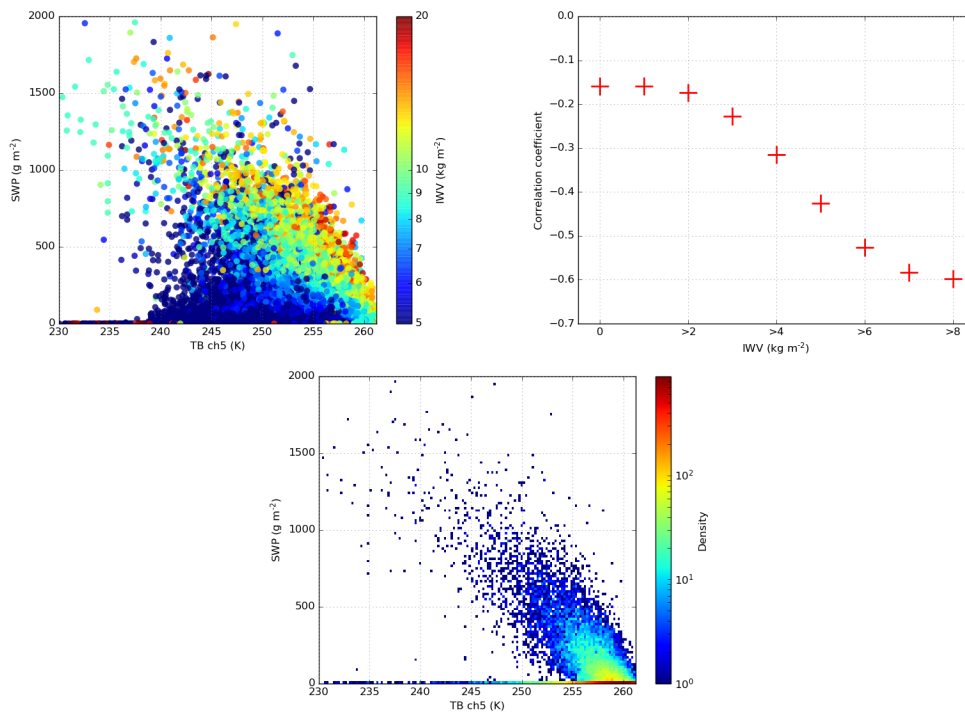 2000
1500
1000
500
0
SWP (g m⁻²)
230 235 240 245 250 255 260
TB ch5 (K)
20
10
9
8
7
6
5
IWV (kg m⁻²)
0.0
−0.1
−0.2
−0.3
−0.4
−0.5
−0.6
−0.7
Correlation coefficient
0 >2 >4 >6 >8
IWV (kg m⁻²)
2000
1500
1000
500
0
SWP (g m⁻²)
230 235 240 245 250 255 260
TB ch5 (K)
10²
10¹
10⁰
Density